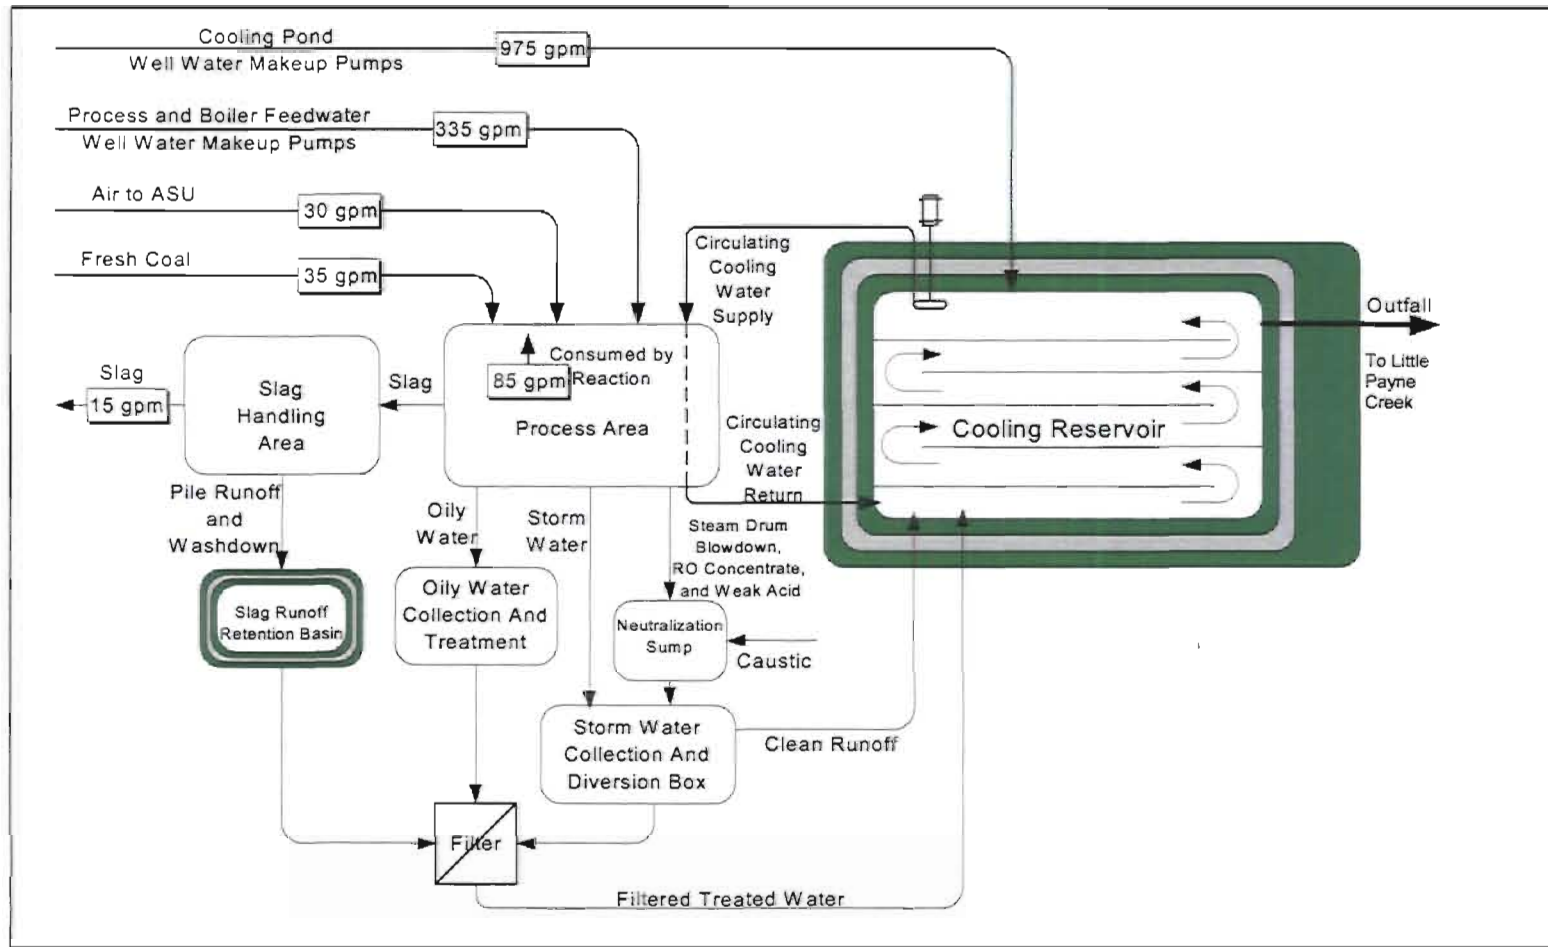 Cooling Pond
Well Water Makeup Pumps
975 gpm
Process and Boiler Feedwater
Well Water Makeup Pumps
335 gpm
Air to ASU
30 gpm
Fresh Coal
35 gpm
Circulating
Cooling
Water
Supply
Outfall
To Little
Payne
Creek
Cooling Reservoir
Consumed by
Reaction
85 gpm
Process Area
Slag
Slag
15 gpm
Slag
Handling
Area
Circulating
Cooling
Water
Return
Pile Runoff
and
Washdown
Oily
Water
Storm
Water
Steam Drum
Blowdown,
RO Concentrate,
and Weak Acid
Slag Runoff
Retention Basin
Oily Water
Collection And
Treatment
Neutralization
Sump
Caustic
Storm Water
Collection And
Diversion Box
Clean Runoff
Filter
Filtered Treated Water